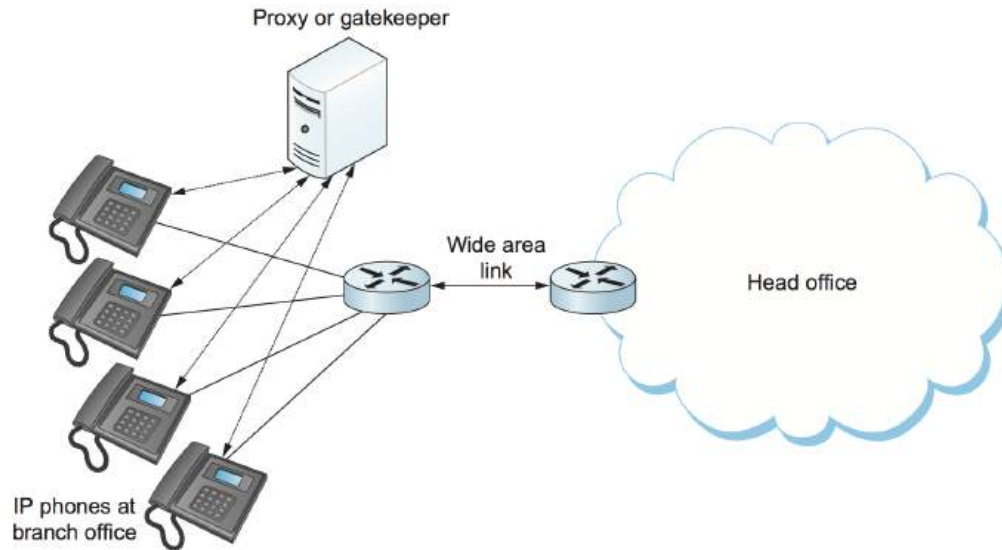 Proxy or gatekeeper
Wide area
link
Head office
IP phones at
branch office